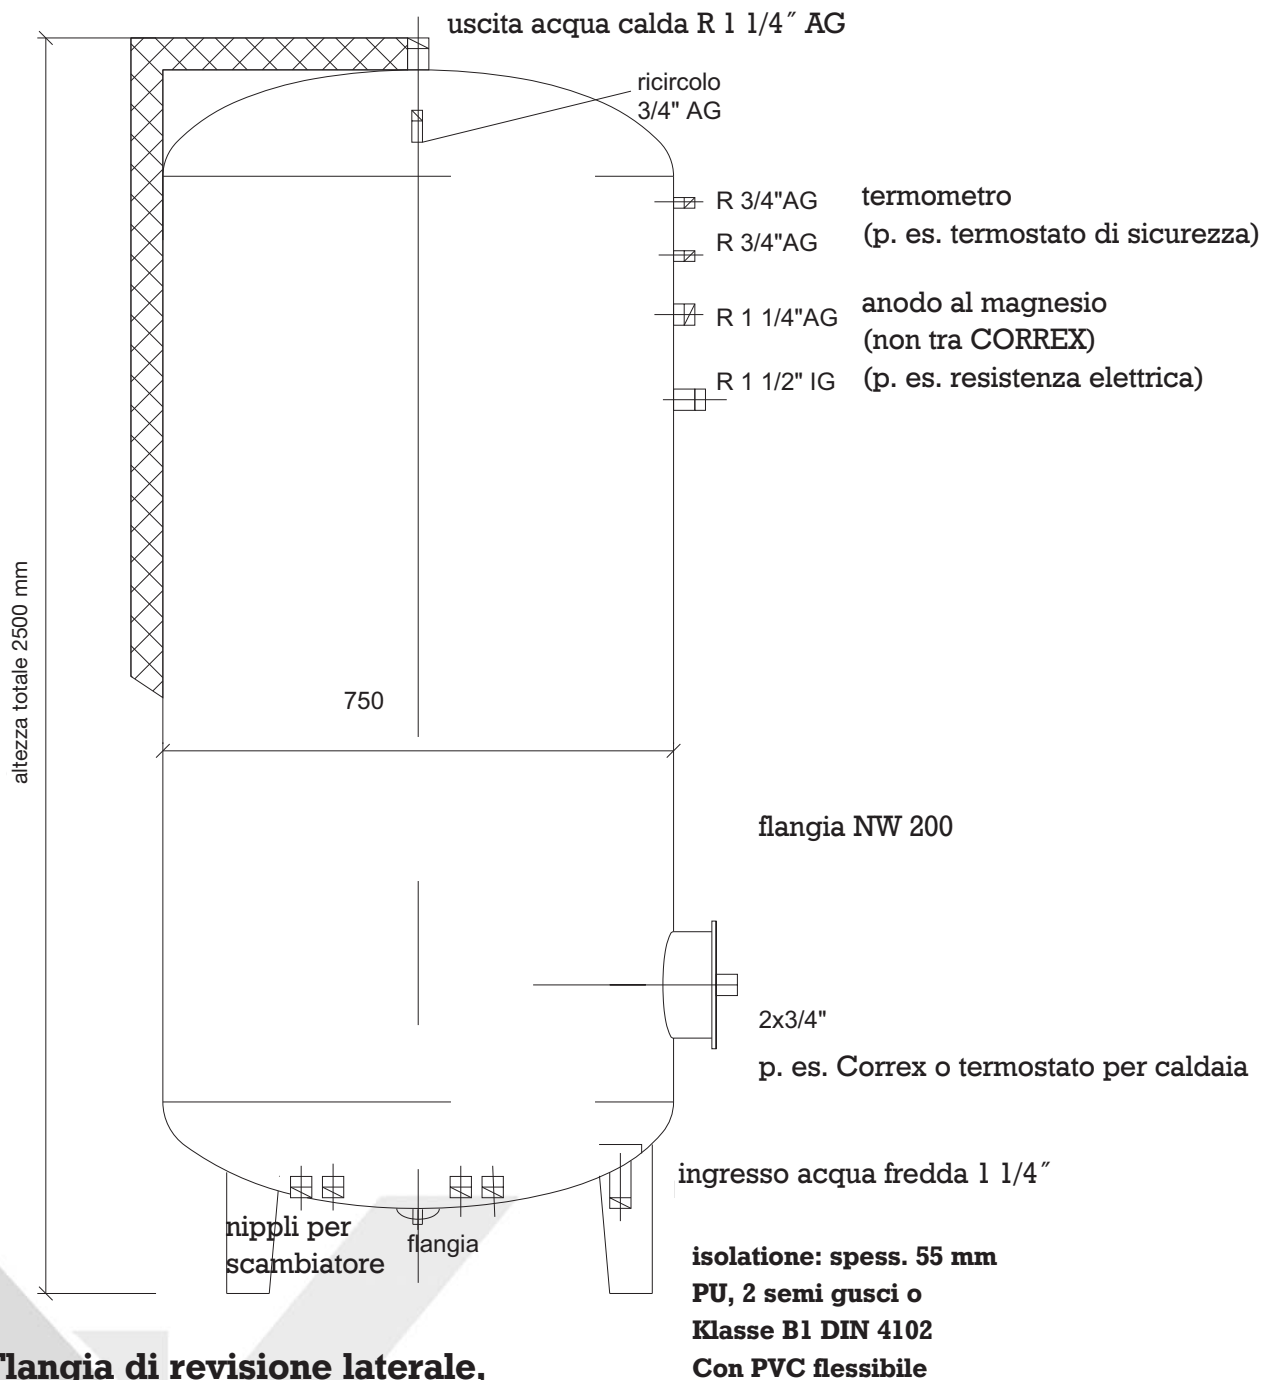 uscita acqua calda R 1 1/4˝ AG
ricircolo
3/4" AG
R 3/4"AG
termometro
R 3/4"AG
(p. es. termostato di sicurezza)
R 1 1/4"AG
anodo al magnesio
(non tra CORREX)
R 1 1/2" IG
(p. es. resistenza elettrica)
altezza totale 2500 mm
750
flangia NW 200
2x3/4"
p. es. Correx o termostato per caldaia
ingresso acqua fredda 1 1/4˝
nippli per
scambiatore
flangia
isolatione: spess. 55 mm
PU, 2 semi gusci o
Klasse B1 DIN 4102
Con PVC flessibile
Flangia di revisione laterale,